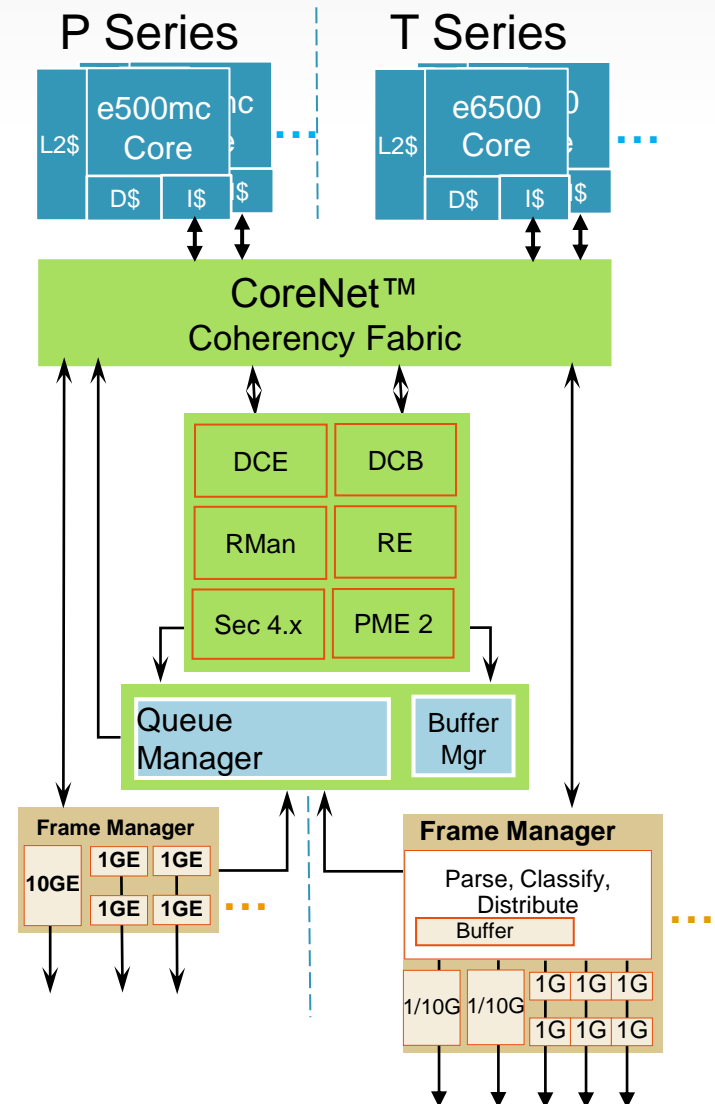 P Series
T Series
L2$
e500mc
Core
nc
e
D$
I$
I$
...
L2$
e6500
Core
0
e
D$
I$
I$
...
CoreNet™
Coherency Fabric
DCE
DCB
RMan
RE
Sec 4.x
PME 2
Queue
Manager
Buffer
Mgr
Frame Manager
10GE
1GE
1GE
1GE
1GE
...
Frame Manager
Parse, Classify,
Distribute
Buffer
...
1/10G
1/10G
1G
1G
1G
1G
1G
1G